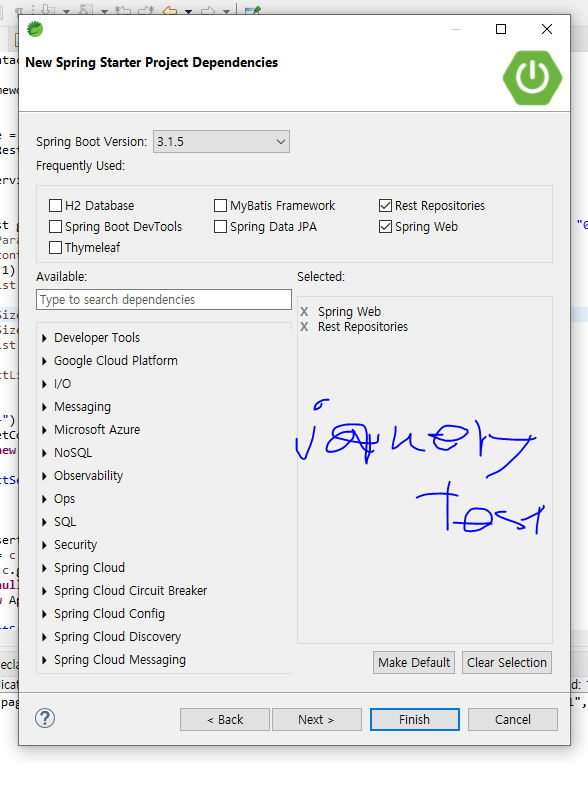 New Spring Starter Project Dependencies
Spring Boot Version: 3.1.5
Frequently Used:
H2 Database MyBatis Framework Rest Repositories
Spring Boot DevTools Spring Data JPA Spring Web
Thymeleaf
Available: Selected:
Type to search dependencies
X Spring Web
X Rest Repositories
Developer Tools
Google Cloud Platform
I/O
Messaging
Microsoft Azure
NoSQL
Observability
Ops
SQL
Security
Spring Cloud
Spring Cloud Circuit Breaker
Spring Cloud Config
Spring Cloud Discovery
Spring Cloud Messaging
Make Default Clear Selection
? < Back Next > Finish Cancel